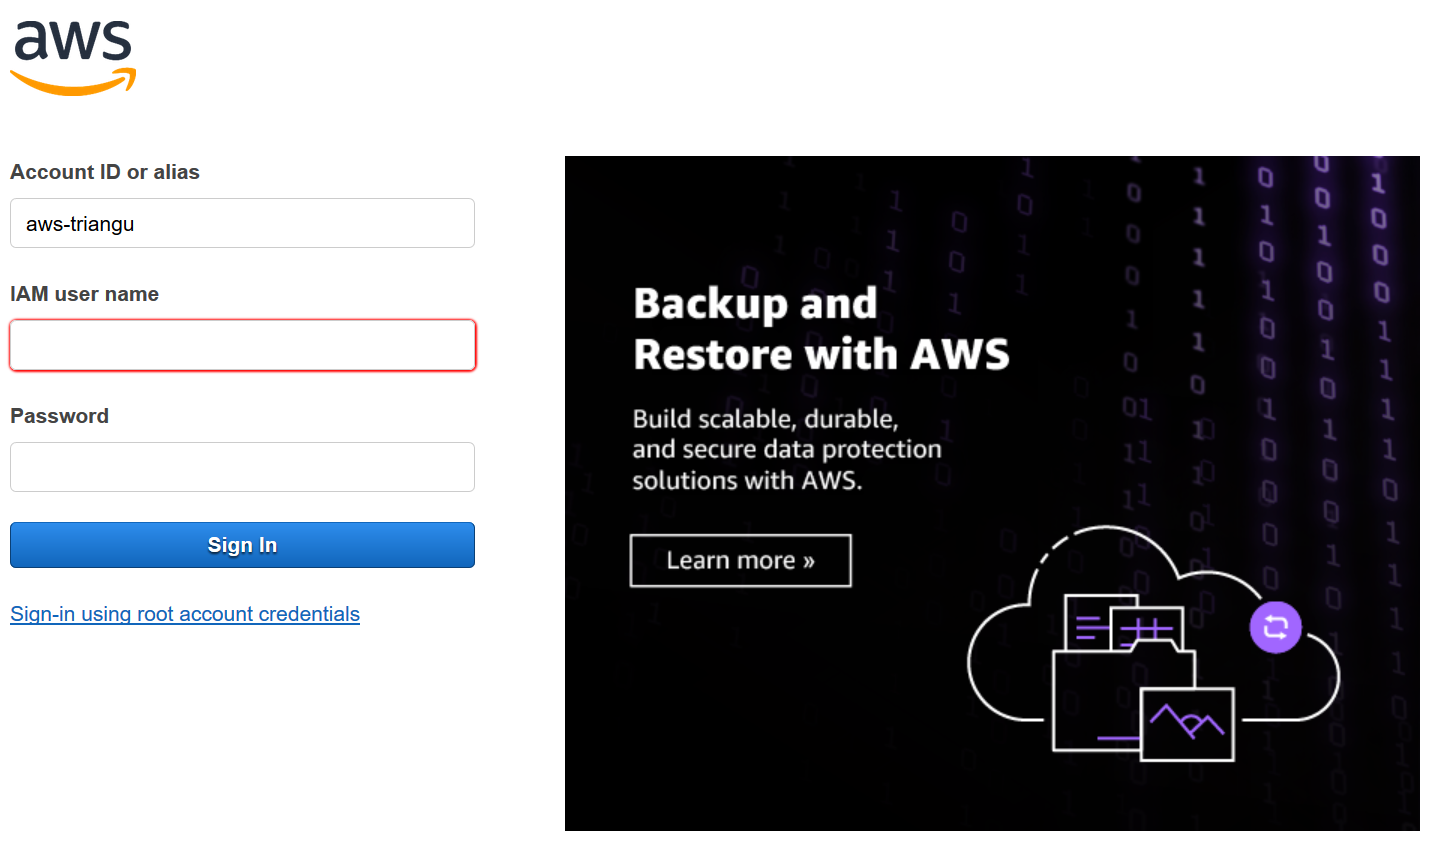 aws
Account ID or alias
aws-triangu
IAM user name
Password
Sign In
Sign-in using root account credentials
Backup and
Restore with AWS
Build scalable, durable,
and secure data protection
solutions with AWS.
Learn more »